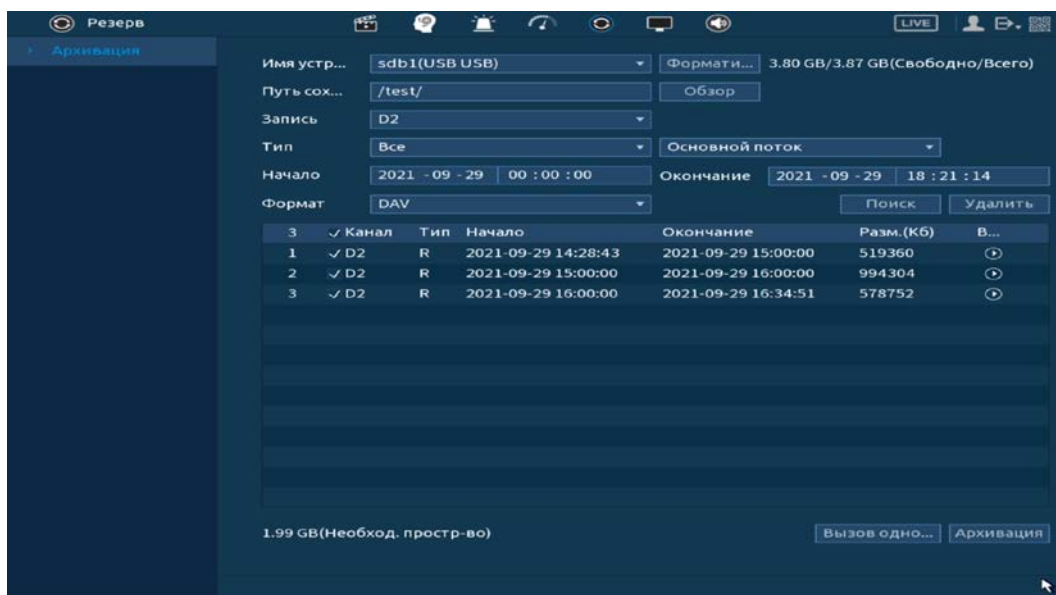 Резерв LIVE
Архивация
Имя устр... sdb1(USB USB) Формати... 3.80 GB/3.87 GB(Свободно/Всего)
Путь сох... /test/ Обзор
Запись D2
Тип Все Основной поток
Начало 2021 - 09 - 29 00 : 00 : 00 Окончание 2021 - 09 - 29 18 : 21 : 14
Формат DAV Поиск Удалить
3 Канал Тип Начало Окончание Разм.(Кб) В...
1 D2 R 2021-09-29 14:28:43 2021-09-29 15:00:00 519360
2 D2 R 2021-09-29 15:00:00 2021-09-29 16:00:00 994304
3 D2 R 2021-09-29 16:00:00 2021-09-29 16:34:51 578752
1.99 GB(Необход. простр-во) Вызов одно... Архивация